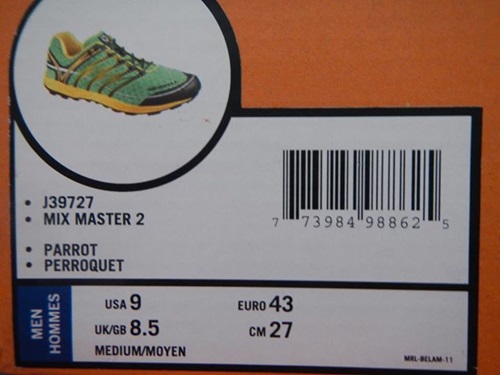 • J39727
• MIX MASTER 2
• PARROT
• PERROQUET
7 73984 98862 5
MEN
HOMMES
USA 9 EURO 43
UK/GB 8.5 CM 27
MEDIUM/MOYEN
MRL-BELAM-11